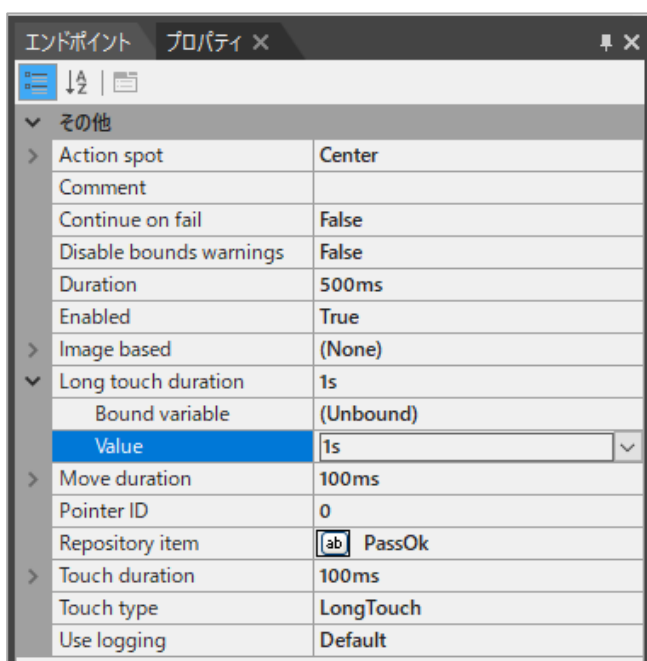 エンドポイント プロパティ
その他
Action spot Center
Comment
Continue on fail False
Disable bounds warnings False
Duration 500ms
Enabled True
Image based (None)
Long touch duration 1s
Bound variable (Unbound)
Value 1s
Move duration 100ms
Pointer ID 0
Repository item ab PassOk
Touch duration 100ms
Touch type LongTouch
Use logging Default